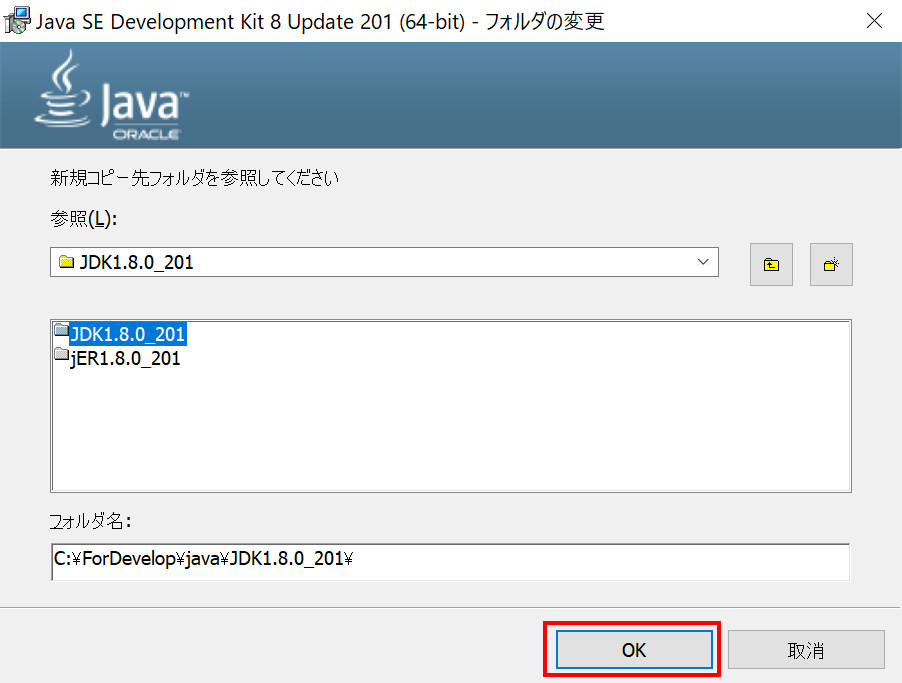 Java SE Development Kit 8 Update 201 (64-bit) - フォルダの変更
Java™
ORACLE
新規コピー先フォルダを参照してください
参照(L):
JDK1.8.0_201
JDK1.8.0_201
jER1.8.0_201
フォルダ名:
C:¥ForDevelop¥java¥JDK1.8.0_201¥
OK
取消